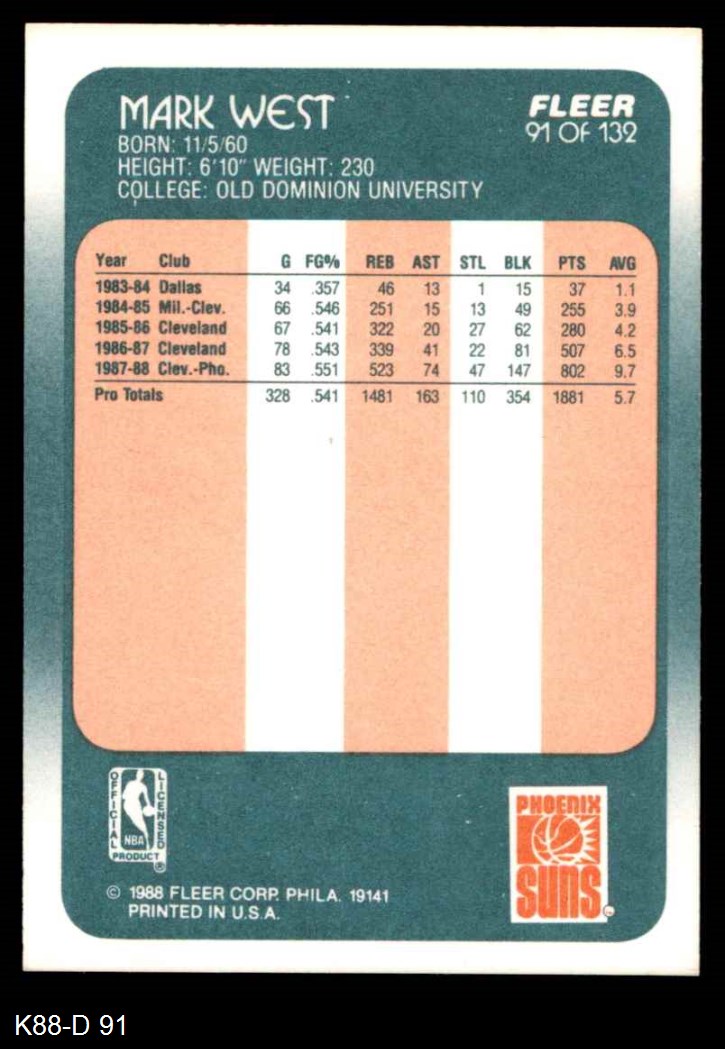 MARK WEST
FLEER
91 OF 132
BORN: 11/5/60
HEIGHT: 6'10" WEIGHT: 230
COLLEGE: OLD DOMINION UNIVERSITY
Year Club G FG% REB AST STL BLK PTS AVG
1983-84 Dallas 34 .357 46 13 1 15 37 1.1
1984-85 Mil.-Clev. 66 .546 251 15 13 49 255 3.9
1985-86 Cleveland 67 .541 322 20 27 62 280 4.2
1986-87 Cleveland 78 .543 339 41 22 81 507 6.5
1987-88 Clev.-Pho. 83 .551 523 74 47 147 802 9.7
Pro Totals 328 .541 1481 163 110 354 1881 5.7
OFFICIAL LICENSED
NBA
PRODUCT ®
PHOENIX
SUNS
© 1988 FLEER CORP. PHILA. 19141
PRINTED IN U.S.A.
K88-D 91